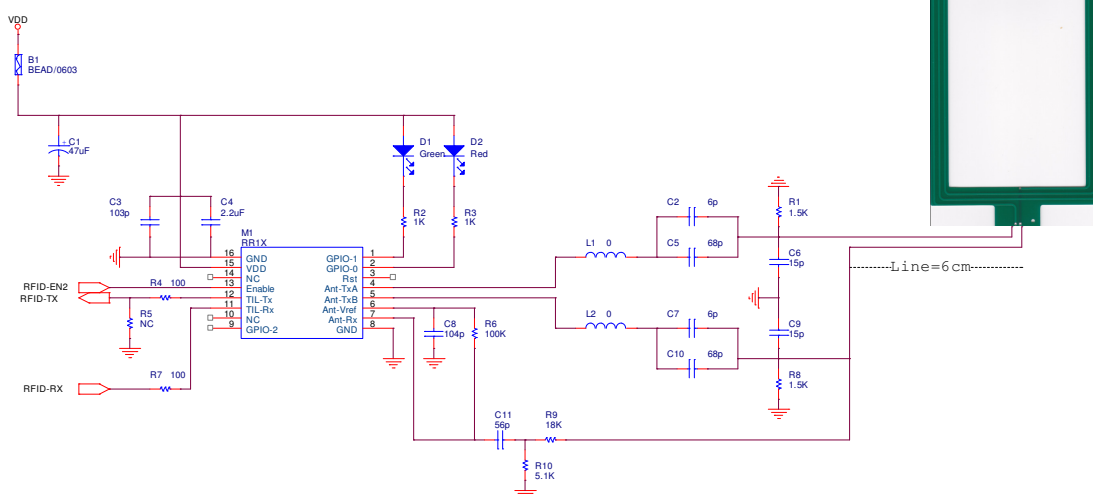 VDD
B1
BEAD/0603
+C1
47uF
D1
Green
D2
Red
C3
103p
C4
2.2uF
R2
1K
R3
1K
C2
6p
R1
1.5K
M1
RR1X
L1 0
C5
68p
C6
15p
16 GND
15 VDD
14 NC
13 Enable
12 TIL-Tx
11 TIL-Rx
10 NC
9 GPIO-2
GPIO-1 1
GPIO-0 2
Rst 3
Ant-TxA 4
Ant-TxB 5
Ant-Vref 6
Ant-Rx 7
GND 8
Line=6cm
RFID-EN2
RFID-TX
R4 100
R5
NC
C8
104p
R6
100K
L2 0
C7
6p
C9
15p
C10
68p
RFID-RX
R7 100
R8
1.5K
C11
56p
R9
18K
R10
5.1K